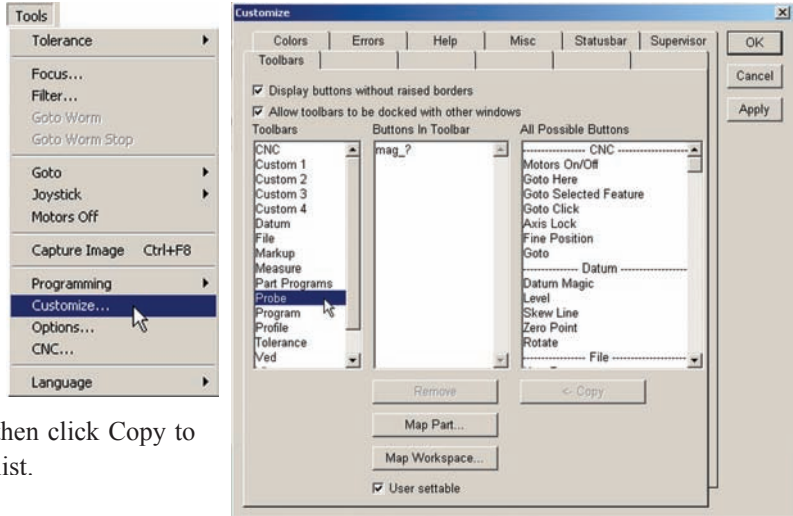 Tools
Tolerance
Focus...
Filter...
Goto Worm
Goto Worm Stop
Goto
Joystick
Motors Off
Capture Image Ctrl+F8
Programming
Customize...
Options...
CNC...
Language
then click Copy to
list.
Customize
Colors Errors Help Misc Statusbar Supervisor
Toolbars
Display buttons without raised borders
Allow toolbars to be docked with other windows
Toolbars
CNC
Custom 1
Custom 2
Custom 3
Custom 4
Datum
File
Markup
Measure
Part Programs
Probe
Program
Profile
Tolerance
Ved
Buttons In Toolbar
mag_?
All Possible Buttons
---------------- CNC ----------------
Motors On/Off
Goto Here
Goto Selected Feature
Goto Click
Axis Lock
Fine Position
Goto
---------------- Datum ----------------
Datum Magic
Level
Skew Line
Zero Point
Rotate
---------------- File ----------------
Remove
<- Copy
Map Part...
Map Workspace...
User settable
OK
Cancel
Apply